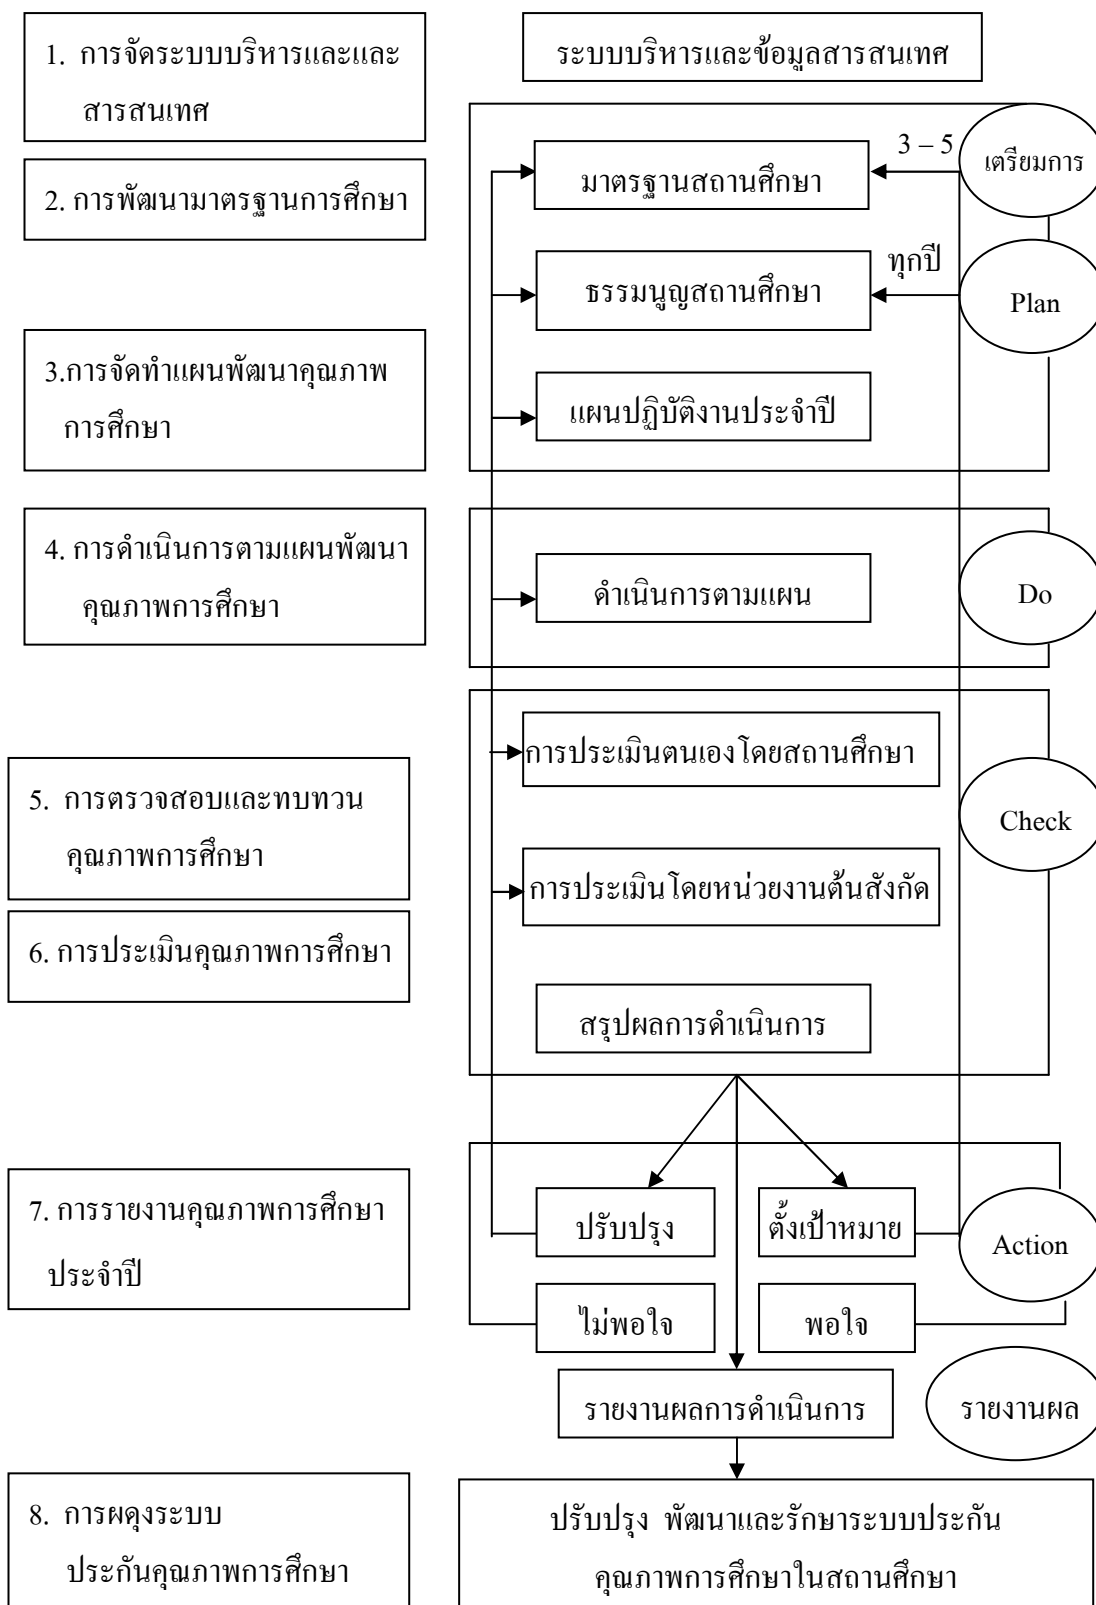 1. การจัดระบบบริหารและและ
สารสนเทศ
ระบบบริหารและข้อมูลสารสนเทศ
เตรียมการ
3 – 5
มาตรฐานสถานศึกษา
2. การพัฒนามาตรฐานการศึกษา
ทุกปี
ธรรมนูญสถานศึกษา
Plan
3.การจัดทำแผนพัฒนาคุณภาพ
การศึกษา
แผนปฏิบัติงานประจำปี
4. การดำเนินการตามแผนพัฒนา
คุณภาพการศึกษา
ดำเนินการตามแผน
Do
การประเมินตนเองโดยสถานศึกษา
5. การตรวจสอบและทบทวน
คุณภาพการศึกษา
Check
การประเมินโดยหน่วยงานต้นสังกัด
6. การประเมินคุณภาพการศึกษา
สรุปผลการดำเนินการ
7. การรายงานคุณภาพการศึกษา
ประจำปี
ปรับปรุง
ตั้งเป้าหมาย
Action
ไม่พอใจ
พอใจ
รายงานผลการดำเนินการ
รายงานผล
8. การผดุงระบบ
ประกันคุณภาพการศึกษา
ปรับปรุง พัฒนาและรักษาระบบประกัน
คุณภาพการศึกษาในสถานศึกษา